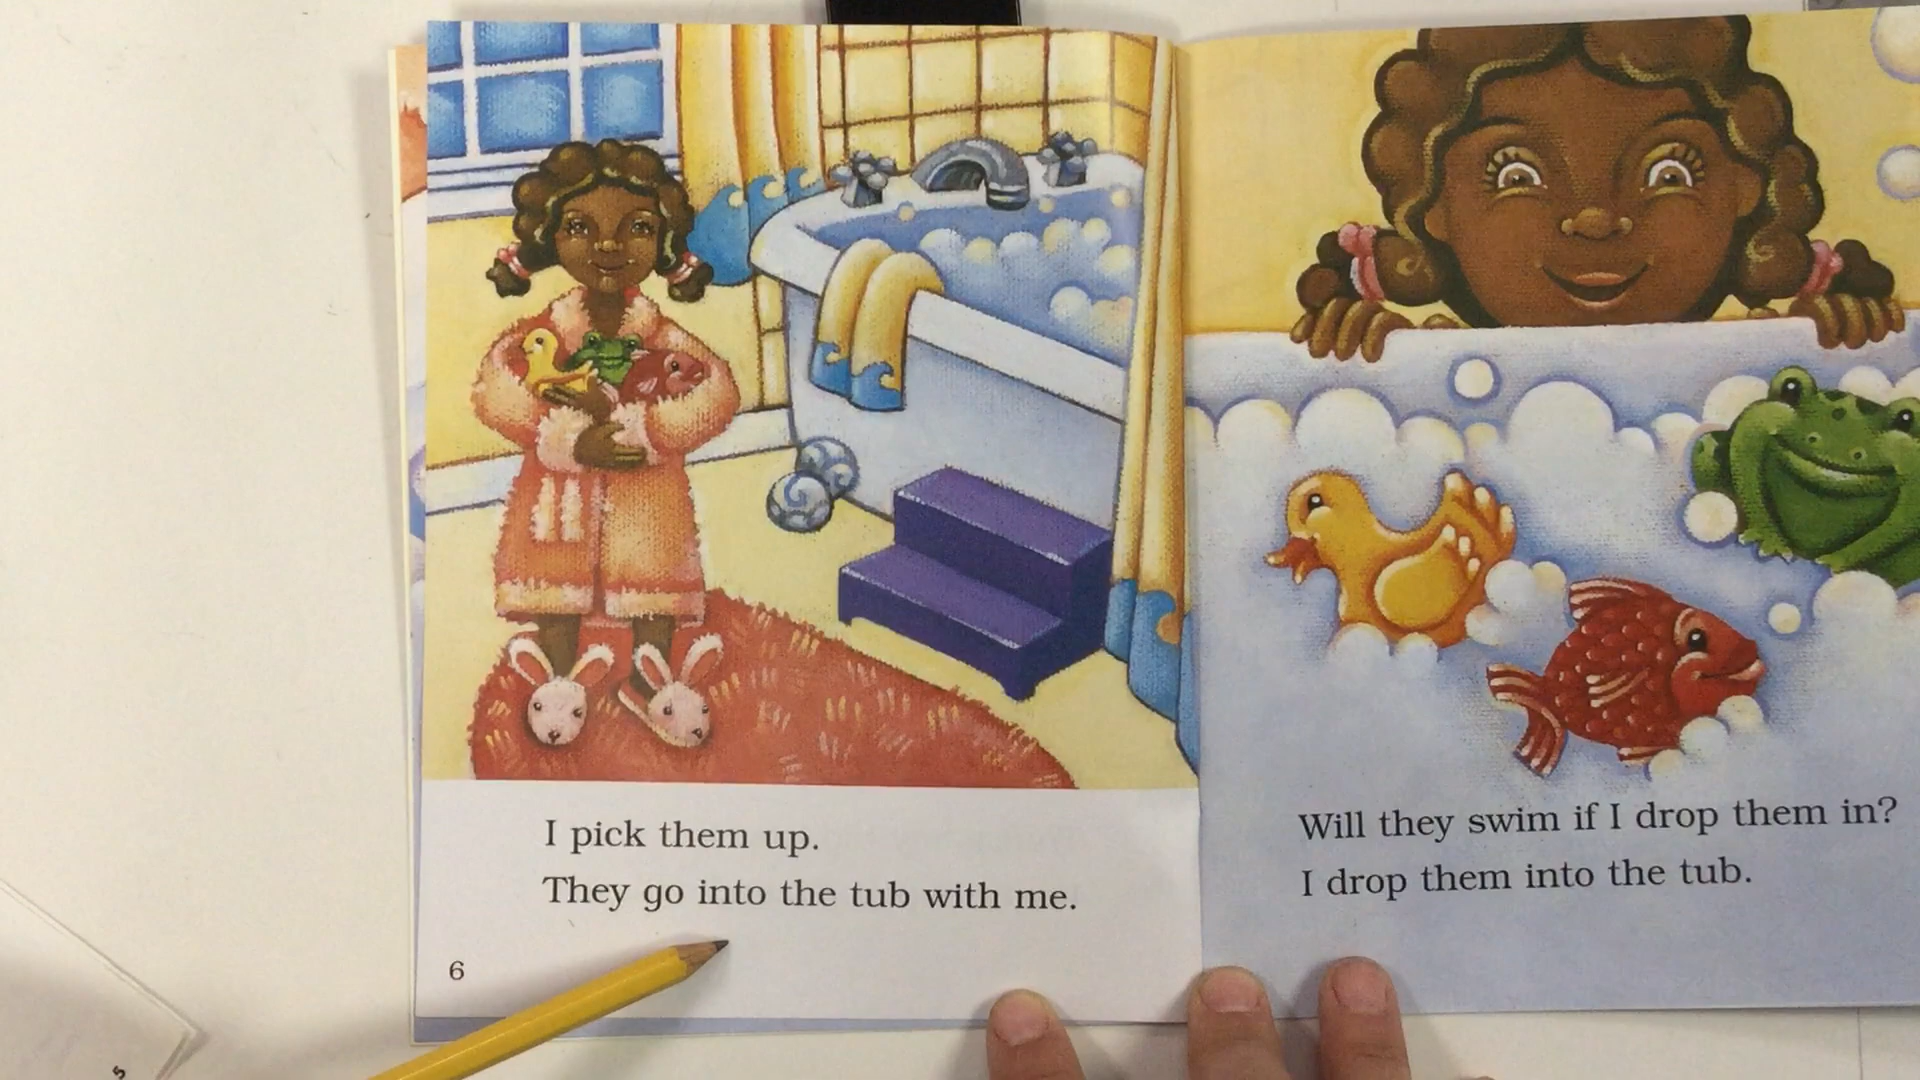 I pick them up.
They go into the tub with me.
6
Will they swim if I drop them in?
I drop them into the tub.
5